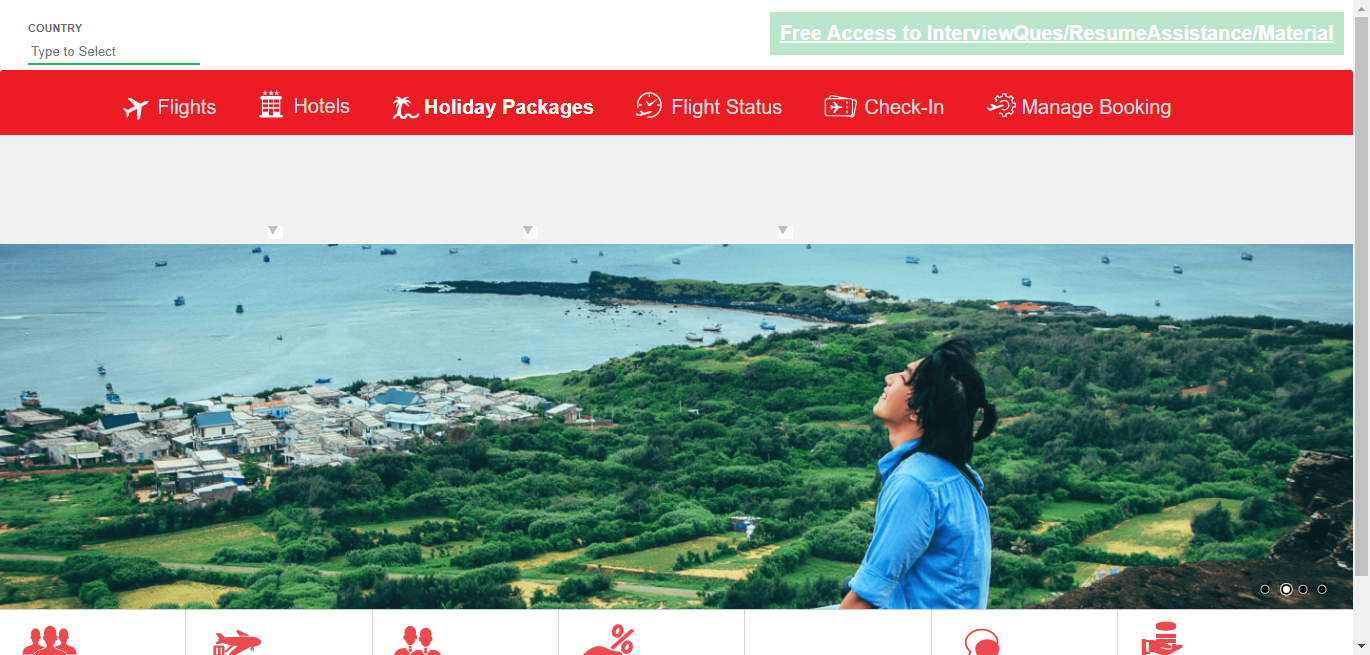 COUNTRY
Type to Select
Free Access to InterviewQues/ResumeAssistance/Material
Flights
Hotels
Holiday Packages
Flight Status
Check-In
Manage Booking